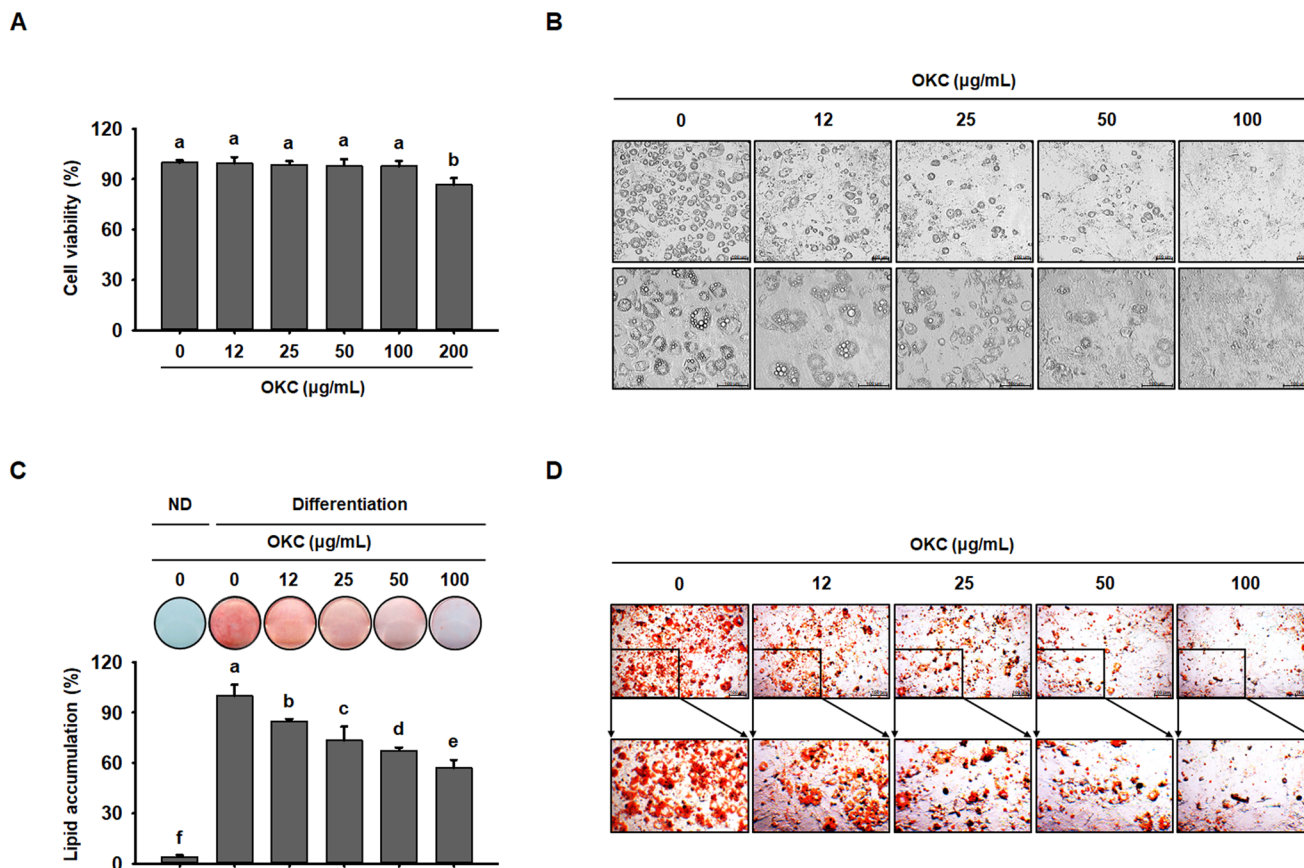 A
Cell viability (%)
120
90
60
30
0
a a a a a b
0 12 25 50 100 200
OKC (µg/mL)
B
OKC (µg/mL)
0 12 25 50 100
C
ND Differentiation
OKC (µg/mL)
0 0 12 25 50 100
Lipid accumulation (%)
120
90
60
30
0
f a b c d e
D
OKC (µg/mL)
0 12 25 50 100